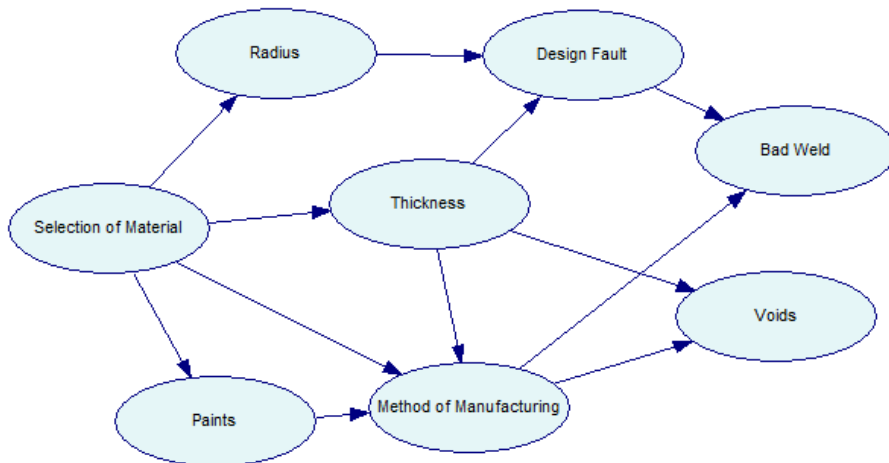 Radius
Design Fault
Bad Weld
Thickness
Selection of Material
Voids
Method of Manufacturing
Paints